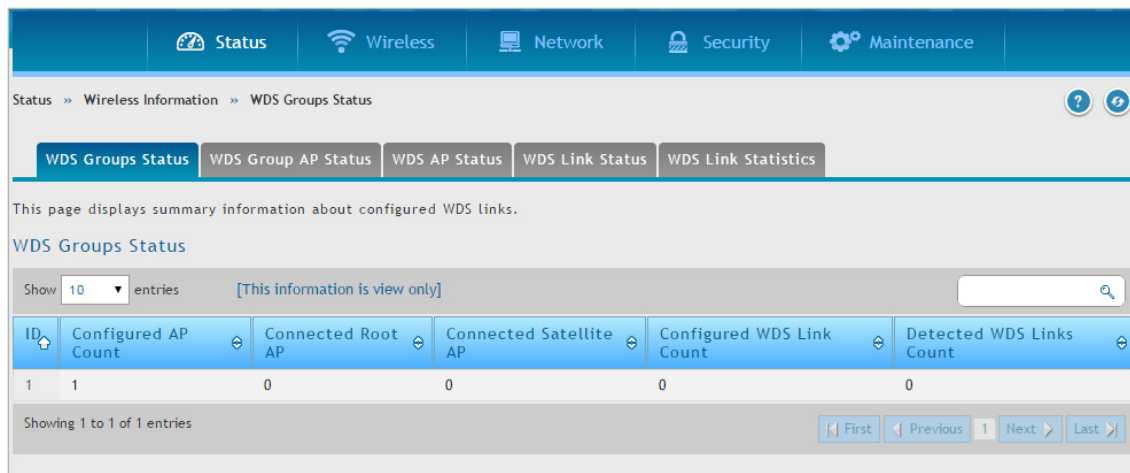 Status Wireless Network Security Maintenance
Status » Wireless Information » WDS Groups Status ?
WDS Groups Status WDS Group AP Status WDS AP Status WDS Link Status WDS Link Statistics
This page displays summary information about configured WDS links.
WDS Groups Status
Show 10 entries [This information is view only]
ID Configured AP Count Connected Root AP Connected Satellite AP Configured WDS Link Count Detected WDS Links Count
1 1 0 0 0 0
Showing 1 to 1 of 1 entries First Previous 1 Next Last